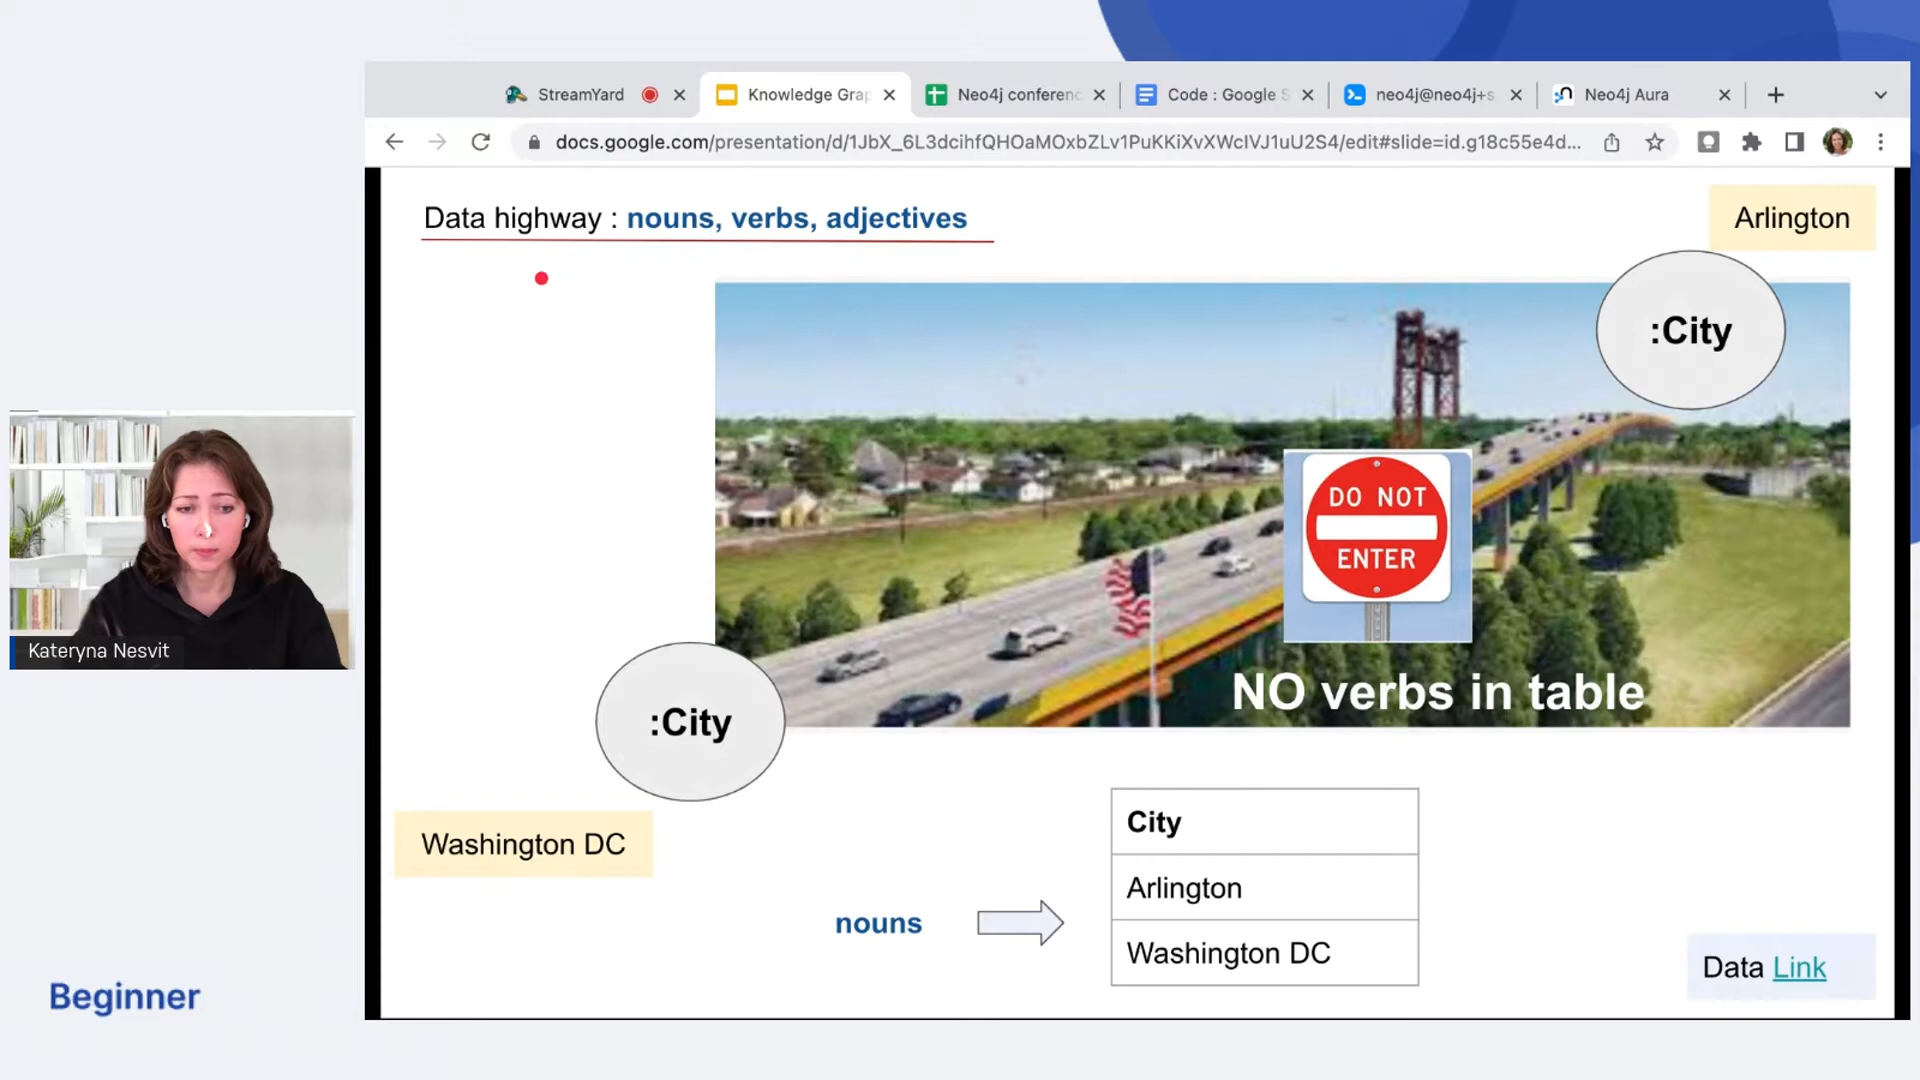 StreamYard
Knowledge Grap
Neo4j conferenc
Code : Google S
neo4j@neo4j+s
Neo4j Aura
docs.google.com/presentation/d/1JbX_6L3dcihfQHOaMOxbZLv1PuKKiXvXWcIVJ1uU2S4/edit#slide=id.g18c55e4d...
Data highway : nouns, verbs, adjectives
Arlington
:City
DO NOT
ENTER
NO verbs in table
:City
Washington DC
nouns
City
Arlington
Washington DC
Data Link
Kateryna Nesvit
Beginner